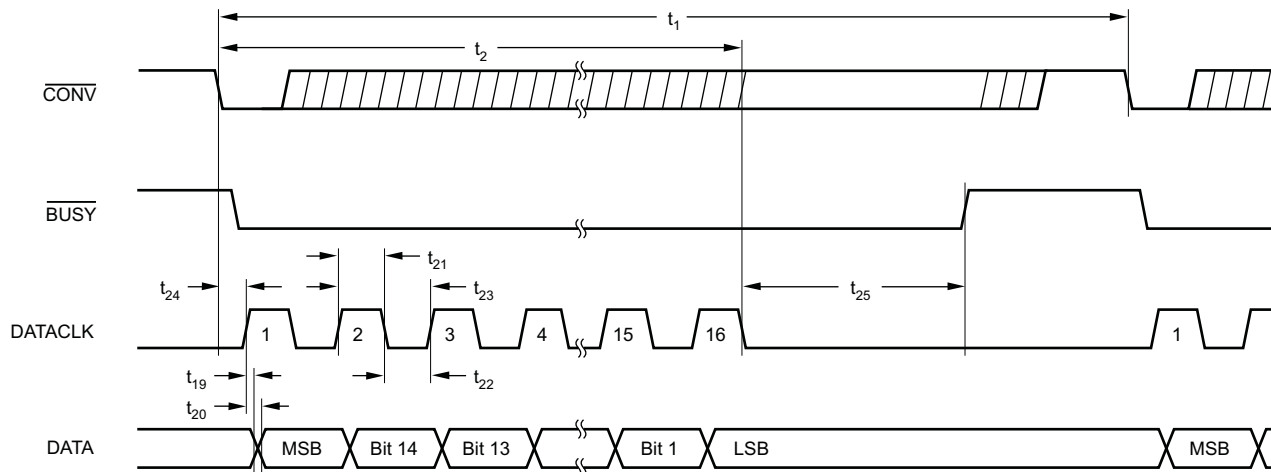 t1
t2
CONV
BUSY
t21
t24
t23
t25
DATACLK
1 2 3 4 15 16 1
t19
t22
t20
DATA
MSB Bit 14 Bit 13 Bit 1 LSB MSB